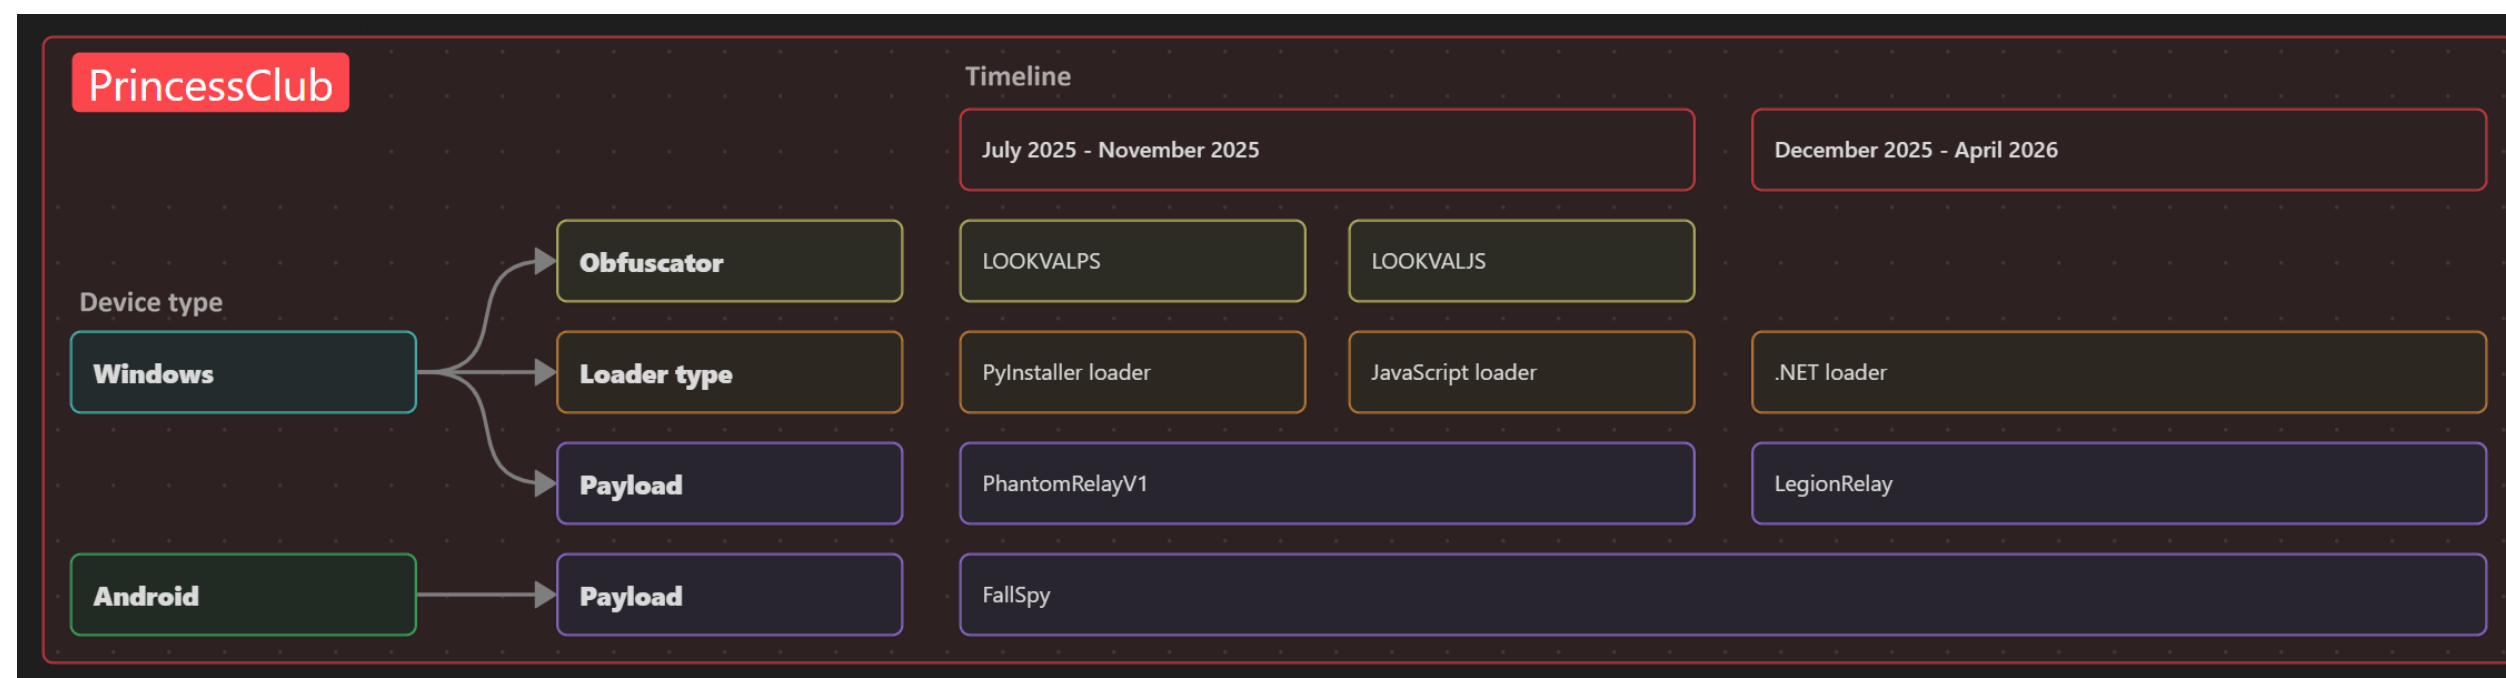 PrincessClub
Timeline
July 2025 - November 2025
December 2025 - April 2026
Obfuscator
LOOKVALPS
LOOKVALJS
Device type
Windows
Loader type
PyInstaller loader
JavaScript loader
.NET loader
Payload
PhantomRelayV1
LegionRelay
Android
Payload
FallSpy